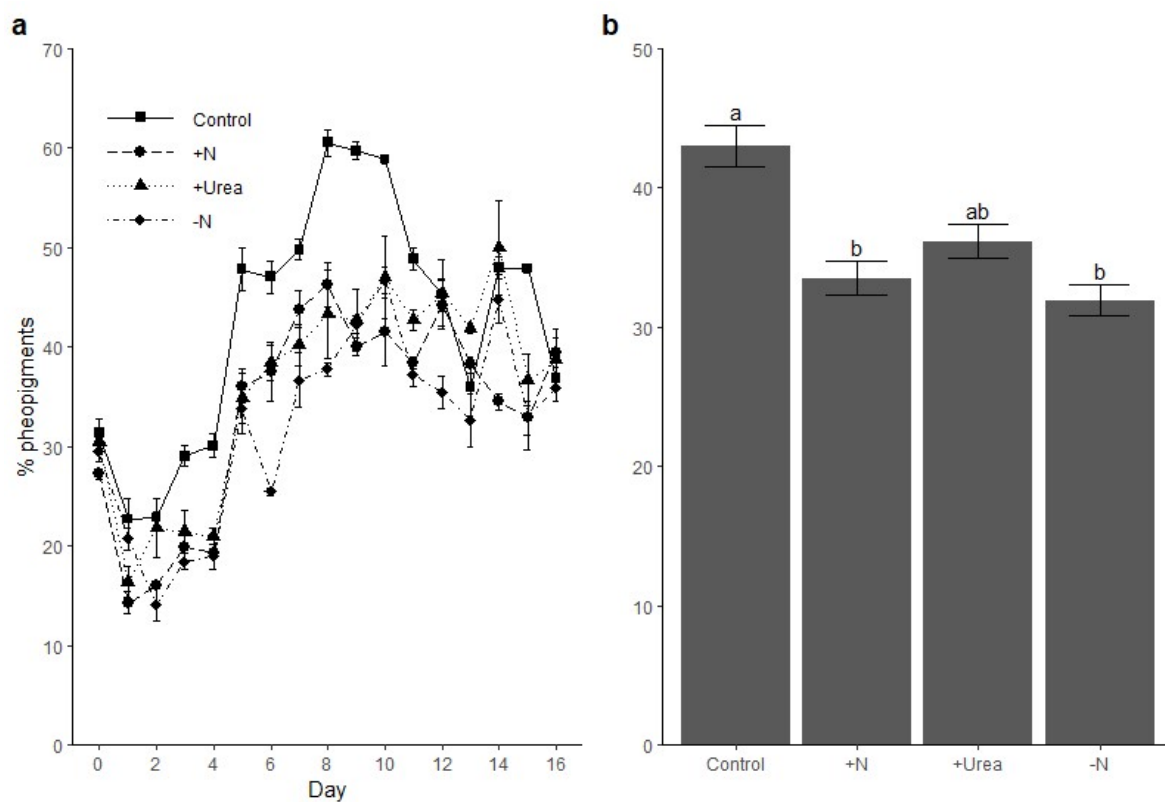 a
% pheopigments
70
60
50
40
30
20
10
0
Control
+N
+Urea
-N
0 2 4 6 8 10 12 14 16
Day
b
50
40
30
20
10
0
a
b
ab
b
Control +N +Urea -N